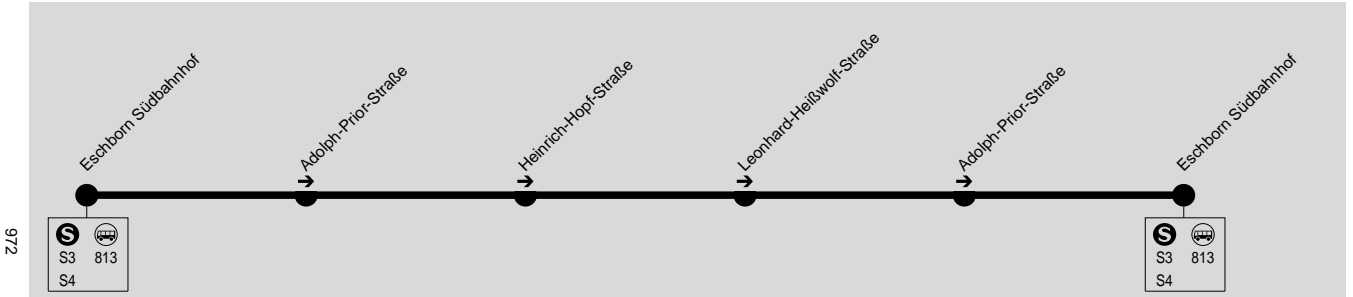 Eschborn Südbahnhof
Adolph-Prior-Straße
Heinrich-Hopf-Straße
Leonhard-Heißwolf-Straße
Adolph-Prior-Straße
Eschborn Südbahnhof
S
S3 813
S4
S
S3 813
S4
972